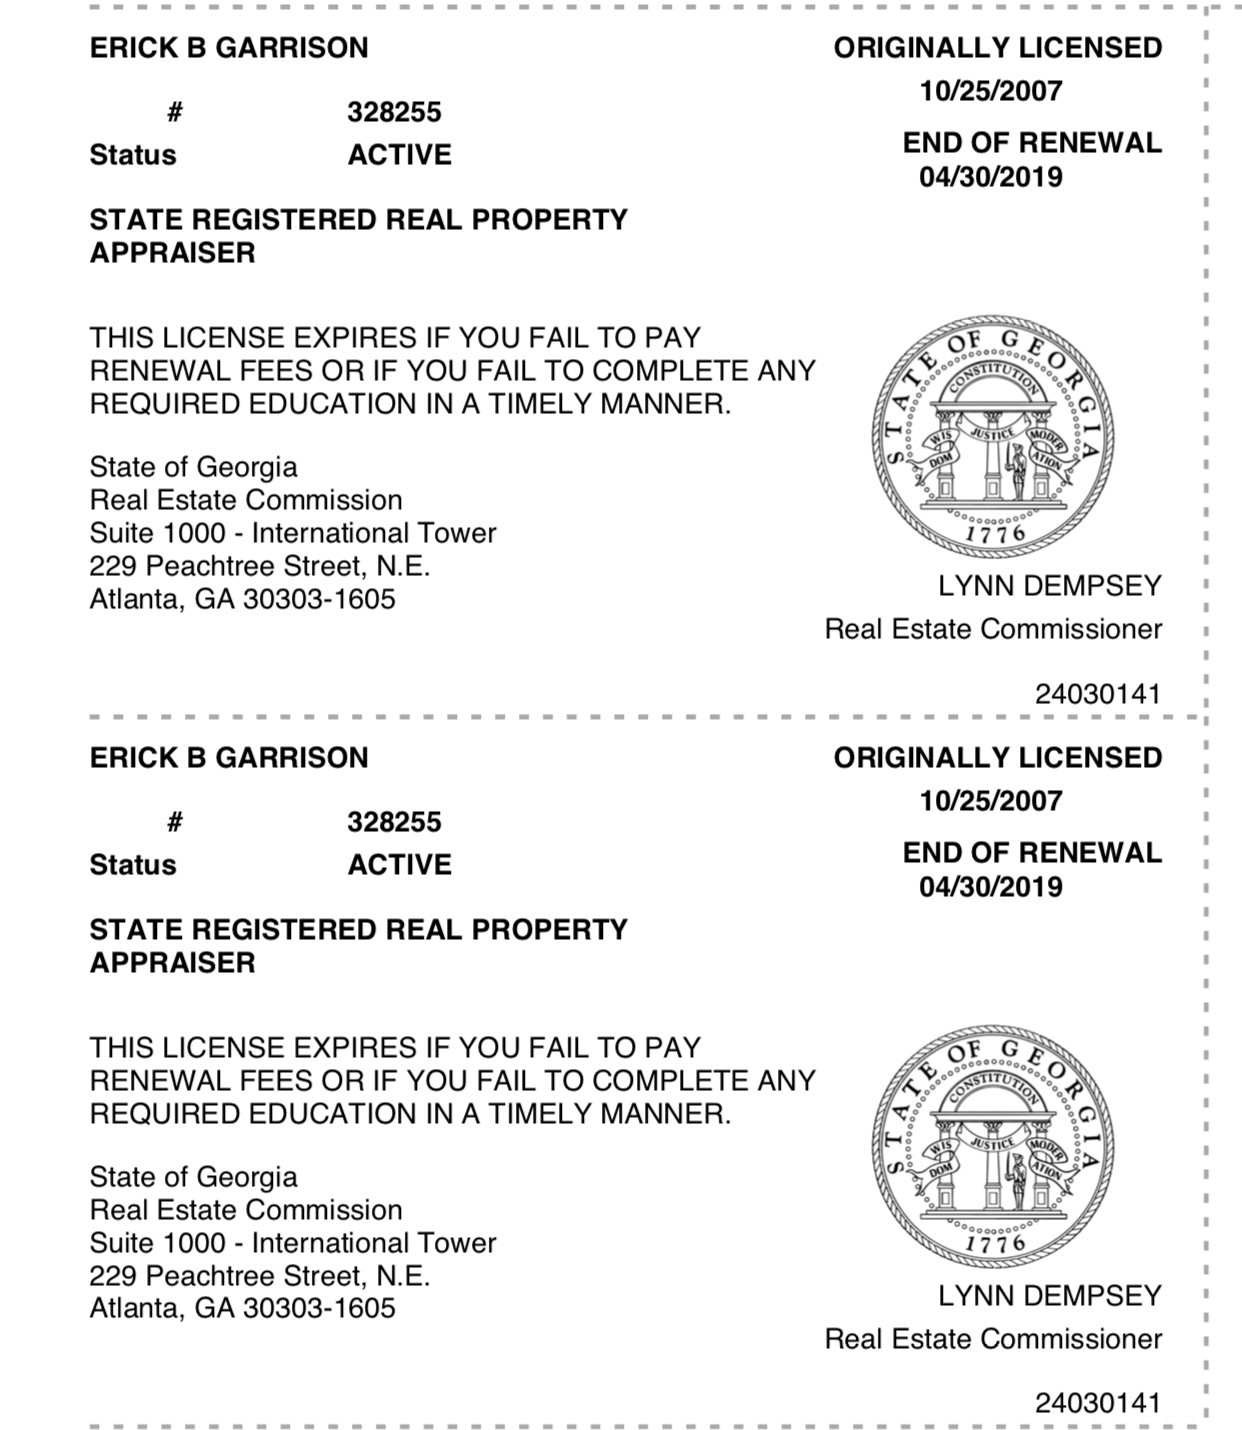 ERICK B GARRISON
# 328255
Status ACTIVE
ORIGINALLY LICENSED
10/25/2007
END OF RENEWAL
04/30/2019
STATE REGISTERED REAL PROPERTY
APPRAISER
THIS LICENSE EXPIRES IF YOU FAIL TO PAY
RENEWAL FEES OR IF YOU FAIL TO COMPLETE ANY
REQUIRED EDUCATION IN A TIMELY MANNER.
State of Georgia
Real Estate Commission
Suite 1000 - International Tower
229 Peachtree Street, N.E.
Atlanta, GA 30303-1605
STATE OF GEORGIA
CONSTITUTION
WISDOM
JUSTICE
MODERATION
1776
LYNN DEMPSEY
Real Estate Commissioner
24030141
ERICK B GARRISON
# 328255
Status ACTIVE
ORIGINALLY LICENSED
10/25/2007
END OF RENEWAL
04/30/2019
STATE REGISTERED REAL PROPERTY
APPRAISER
THIS LICENSE EXPIRES IF YOU FAIL TO PAY
RENEWAL FEES OR IF YOU FAIL TO COMPLETE ANY
REQUIRED EDUCATION IN A TIMELY MANNER.
State of Georgia
Real Estate Commission
Suite 1000 - International Tower
229 Peachtree Street, N.E.
Atlanta, GA 30303-1605
STATE OF GEORGIA
CONSTITUTION
WISDOM
JUSTICE
MODERATION
1776
LYNN DEMPSEY
Real Estate Commissioner
24030141